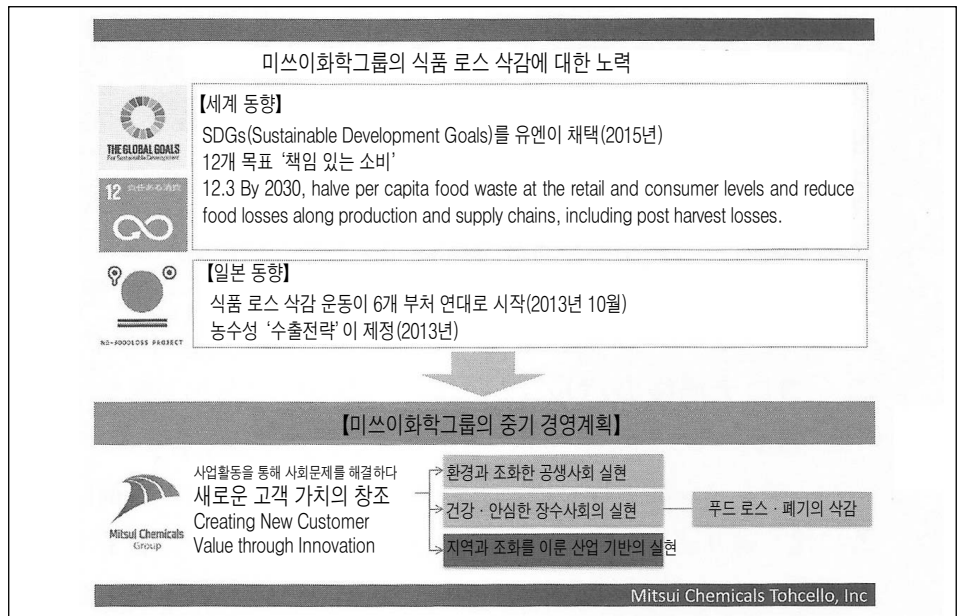 미쓰이화학그룹의 식품 로스 삭감에 대한 노력
THE GLOBAL GOALS
For Sustainable Development
【세계 동향】
SDGs(Sustainable Development Goals)를 유엔이 채택(2015년)
12개 목표 ‘책임 있는 소비’
12.3 By 2030, halve per capita food waste at the retail and consumer levels and reduce
food losses along production and supply chains, including post harvest losses.
12
NO-FOODLOSS PROJECT
【일본 동향】
식품 로스 삭감 운동이 6개 부처 연대로 시작(2013년 10월)
농수성 ‘수출전략’이 제정(2013년)
【미쓰이화학그룹의 중기 경영계획】
Mitsui Chemicals
Group
사업활동을 통해 사회문제를 해결하다
새로운 고객 가치의 창조
Creating New Customer
Value through Innovation
환경과 조화한 공생사회 실현
건강 · 안심한 장수사회의 실현
푸드 로스 · 폐기의 삭감
지역과 조화를 이룬 산업 기반의 실현
Mitsui Chemicals Tohcello, Inc